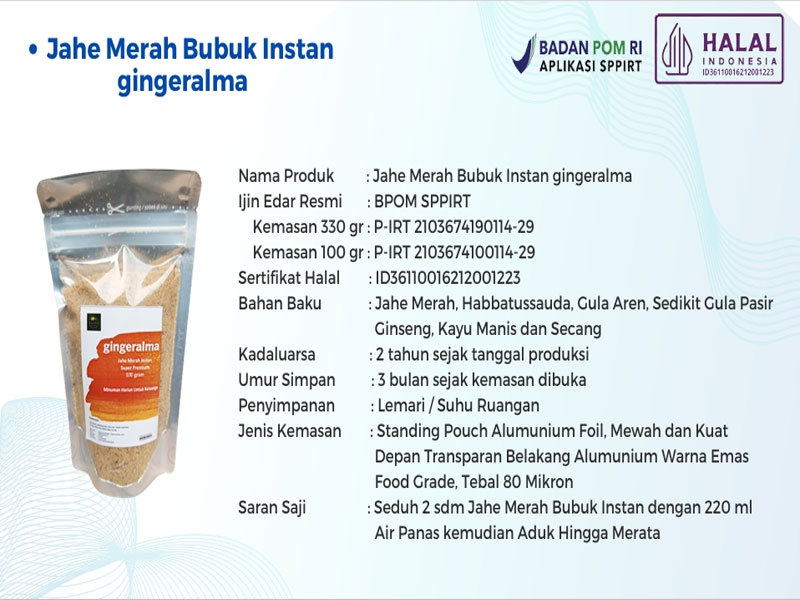 • Jahe Merah Bubuk Instan
gingeralma
BADAN POM RI
APLIKASI SPPIRT
HALAL
INDONESIA
ID36110016212001223
Nama Produk : Jahe Merah Bubuk Instan gingeralma
Ijin Edar Resmi : BPOM SPPIRT
Kemasan 330 gr : P-IRT 2103674190114-29
Kemasan 100 gr : P-IRT 2103674100114-29
Sertifikat Halal : ID36110016212001223
Bahan Baku : Jahe Merah, Habbatussauda, Gula Aren, Sedikit Gula Pasir
Ginseng, Kayu Manis dan Secang
Kadaluarsa : 2 tahun sejak tanggal produksi
Umur Simpan : 3 bulan sejak kemasan dibuka
Penyimpanan : Lemari / Suhu Ruangan
Jenis Kemasan : Standing Pouch Alumunium Foil, Mewah dan Kuat
Depan Transparan Belakang Alumunium Warna Emas
Food Grade, Tebal 80 Mikron
Saran Saji : Seduh 2 sdm Jahe Merah Bubuk Instan dengan 220 ml
Air Panas kemudian Aduk Hingga Merata
gingeralma
Jahe Merah Instan
Super Premium
330 gram
Minuman Harian Untuk Keluarga